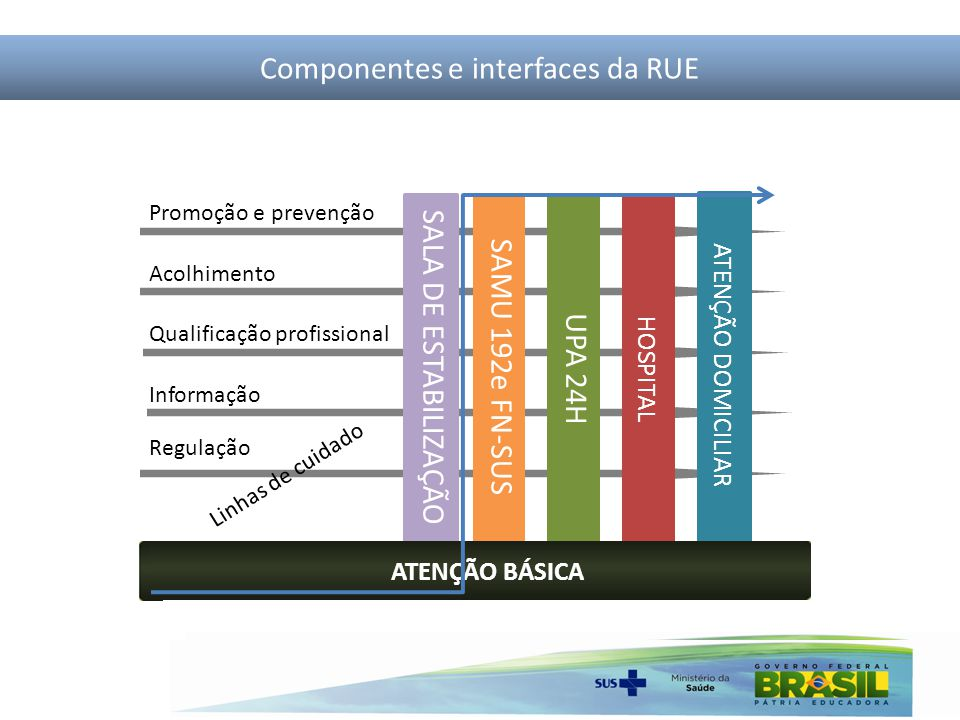 Componentes e interfaces da RUE
Promoção e prevenção
Acolhimento
Qualificação profissional
Informação
Regulação
Linhas de cuidado
SALA DE ESTABILIZAÇÃO
SAMU 192e FN-SUS
UPA 24H
HOSPITAL
ATENÇÃO DOMICILIAR
ATENÇÃO BÁSICA
SUS
Ministério da
Saúde
GOVERNO FEDERAL
BRASIL
PÁTRIA EDUCADORA